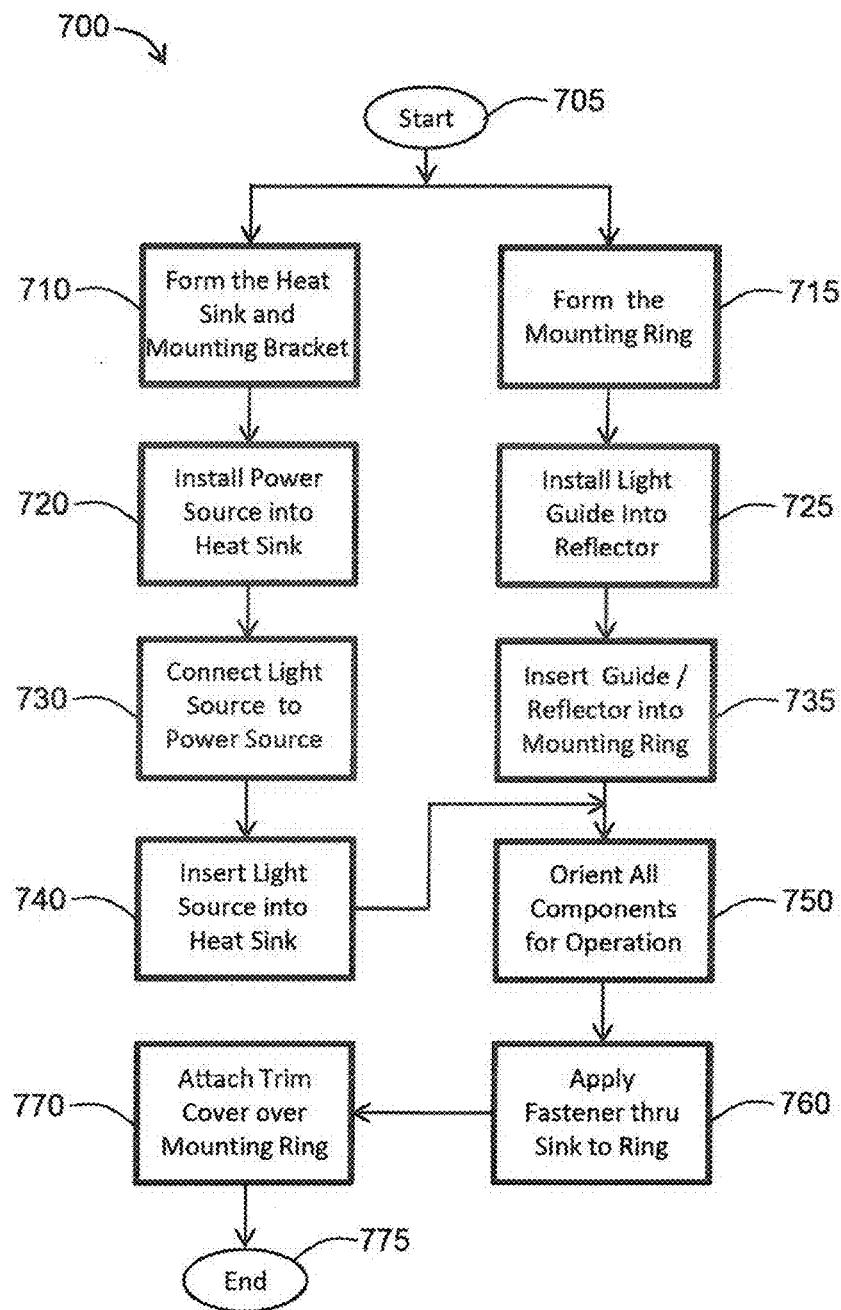 700
Start
705
710
Form the Heat
Sink and
Mounting Bracket
Form the
Mounting Ring
715
720
Install Power
Source into
Heat Sink
Install Light
Guide into
Reflector
725
730
Connect Light
Source to
Power Source
Insert Guide /
Reflector into
Mounting Ring
735
740
Insert Light
Source into
Heat Sink
Orient All
Components
for Operation
750
770
Attach Trim
Cover over
Mounting Ring
Apply
Fastener thru
Sink to Ring
760
775
End